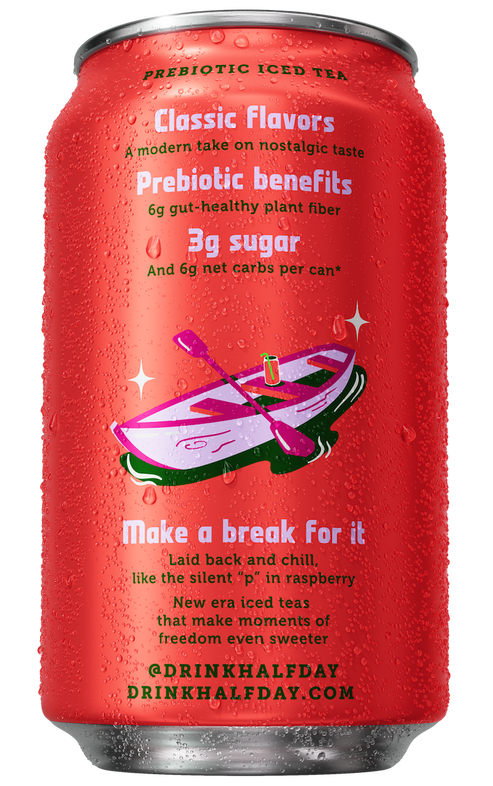 PREBIOTIC ICED TEA
Classic flavors
A modern take on nostalgic taste
Prebiotic benefits
6g gut-healthy plant fiber
3g sugar
And 6g net carbs per can*
Make a break for it
Laid back and chill,
like the silent “p” in raspberry
New era iced teas
that make moments of
freedom even sweeter
@DRINKHALFDAY
DRINKHALFDAY.COM